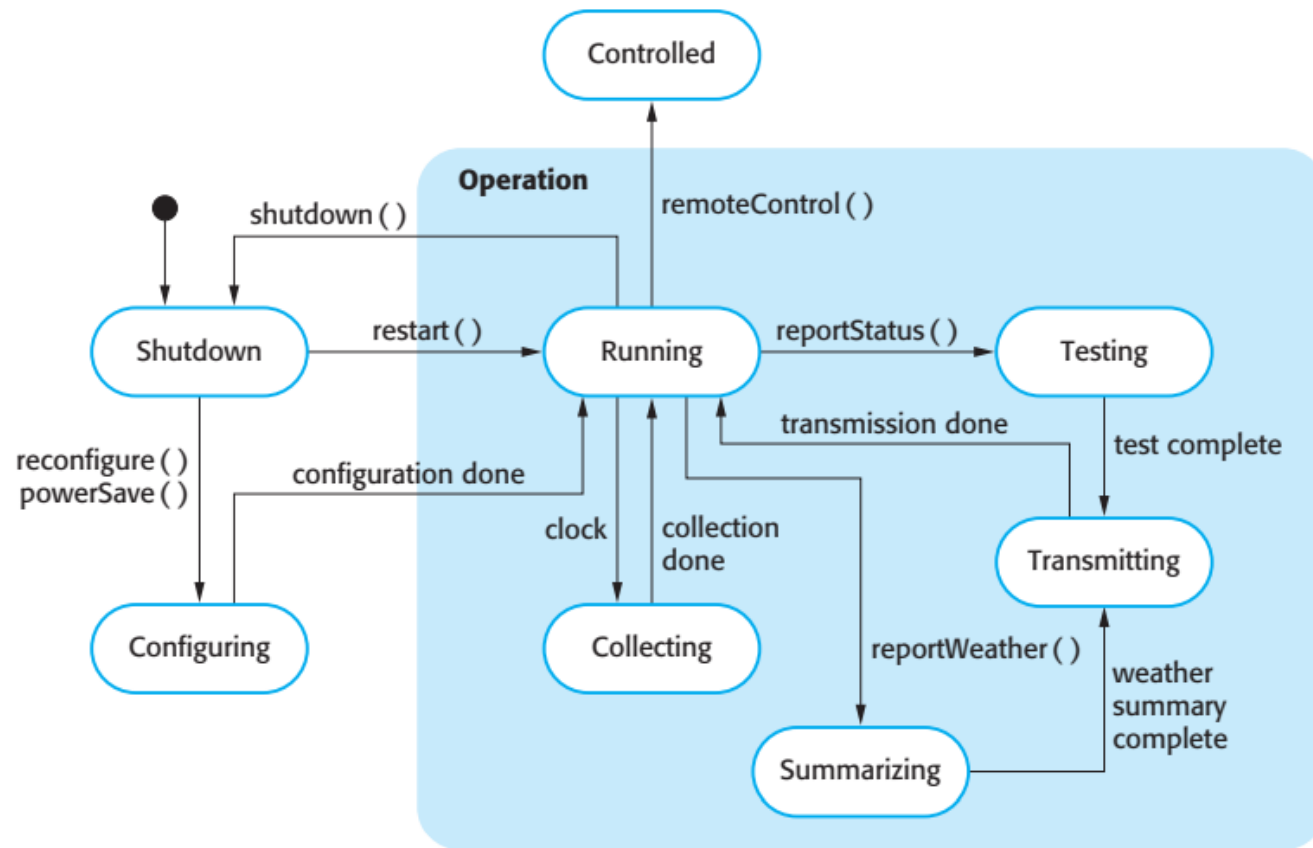 Controlled
Operation
remoteControl ( )
shutdown ( )
Shutdown
restart ( )
Running
reportStatus ( )
Testing
transmission done
test complete
reconfigure ( )
powerSave ( )
configuration done
clock
collection
done
Transmitting
Configuring
Collecting
reportWeather ( )
weather
summary
complete
Summarizing